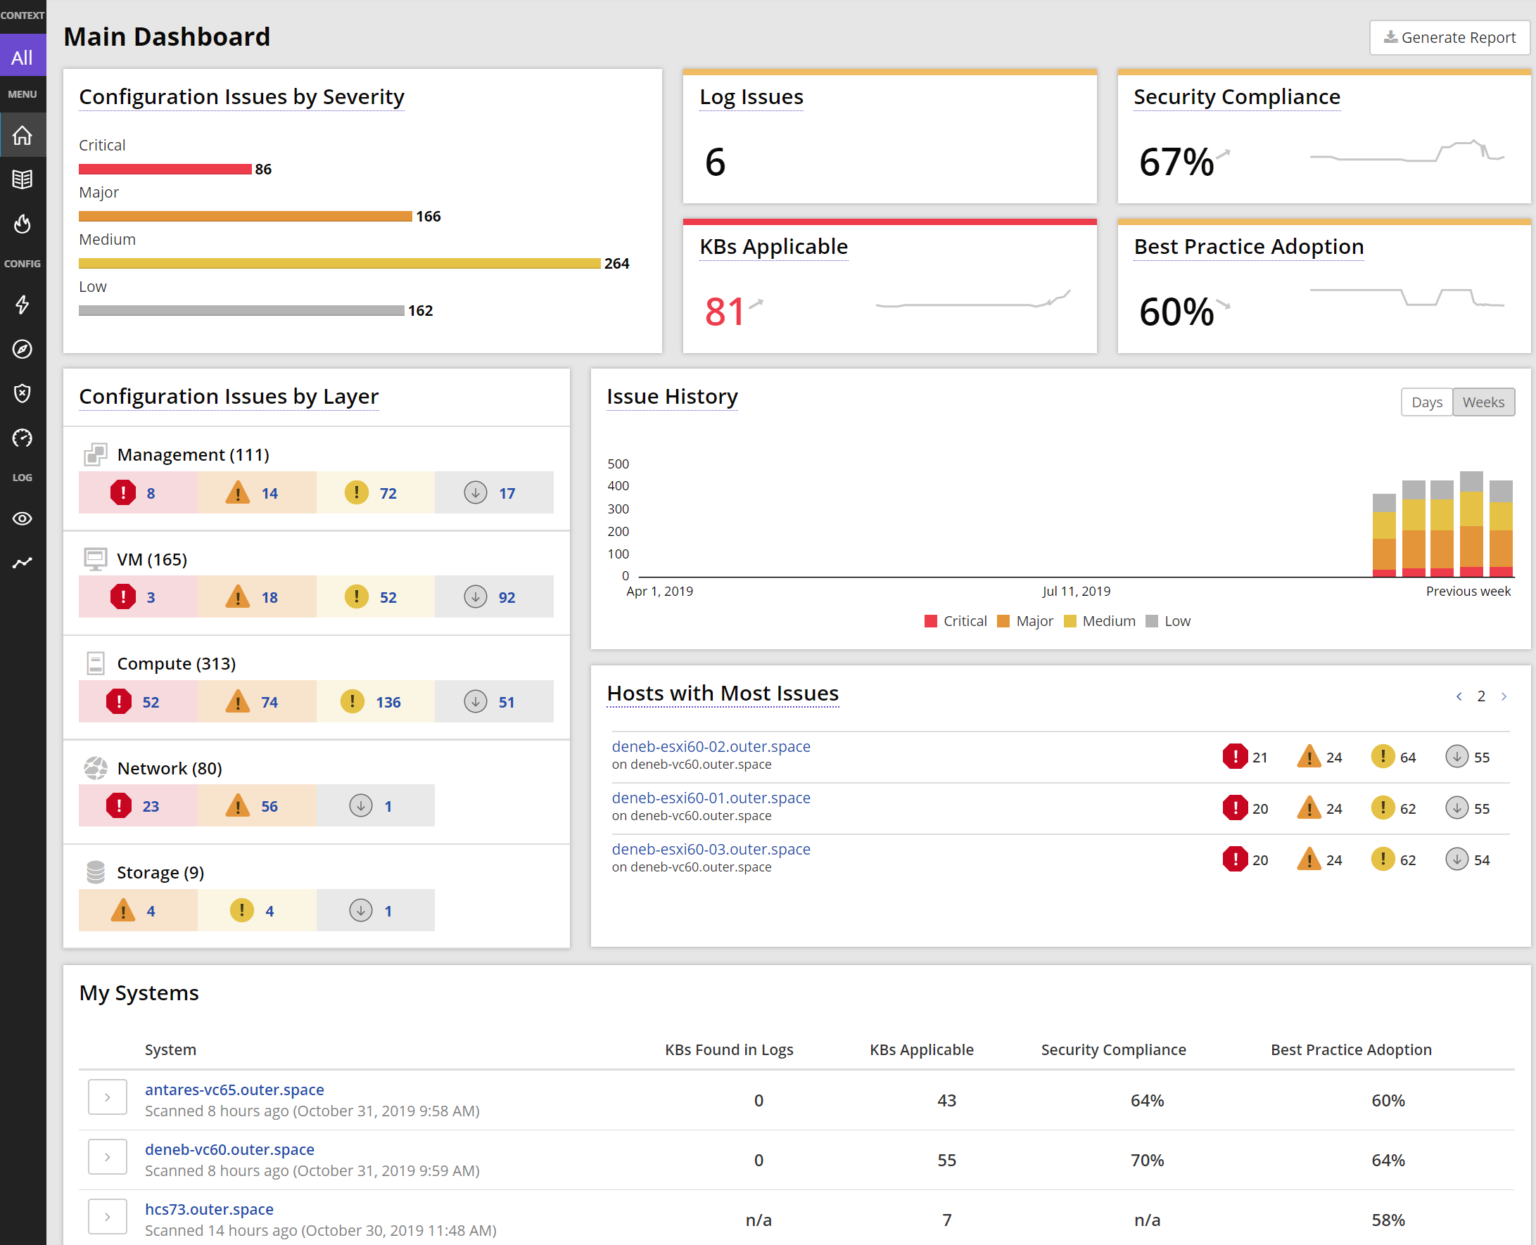 CONTEXT
All
MENU
CONFIG
LOG
Main Dashboard
Generate Report
Configuration Issues by Severity
Critical
86
Major
166
Medium
264
Low
162
Log Issues
6
Security Compliance
67%
KBs Applicable
81
Best Practice Adoption
60%
Configuration Issues by Layer
Management (111)
8 14 72 17
VM (165)
3 18 52 92
Compute (313)
52 74 136 51
Network (80)
23 56 1
Storage (9)
4 4 1
Issue History
Days Weeks
500
400
300
200
100
0
Apr 1, 2019 Jul 11, 2019 Previous week
Critical Major Medium Low
Hosts with Most Issues
2
deneb-esxi60-02.outer.space
on deneb-vc60.outer.space
21 24 64 55
deneb-esxi60-01.outer.space
on deneb-vc60.outer.space
20 24 62 55
deneb-esxi60-03.outer.space
on deneb-vc60.outer.space
20 24 62 54
My Systems
System KBs Found in Logs KBs Applicable Security Compliance Best Practice Adoption
antares-vc65.outer.space
Scanned 8 hours ago (October 31, 2019 9:58 AM)
0 43 64% 60%
deneb-vc60.outer.space
Scanned 8 hours ago (October 31, 2019 9:59 AM)
0 55 70% 64%
hcs73.outer.space
Scanned 14 hours ago (October 30, 2019 11:48 AM)
n/a 7 n/a 58%